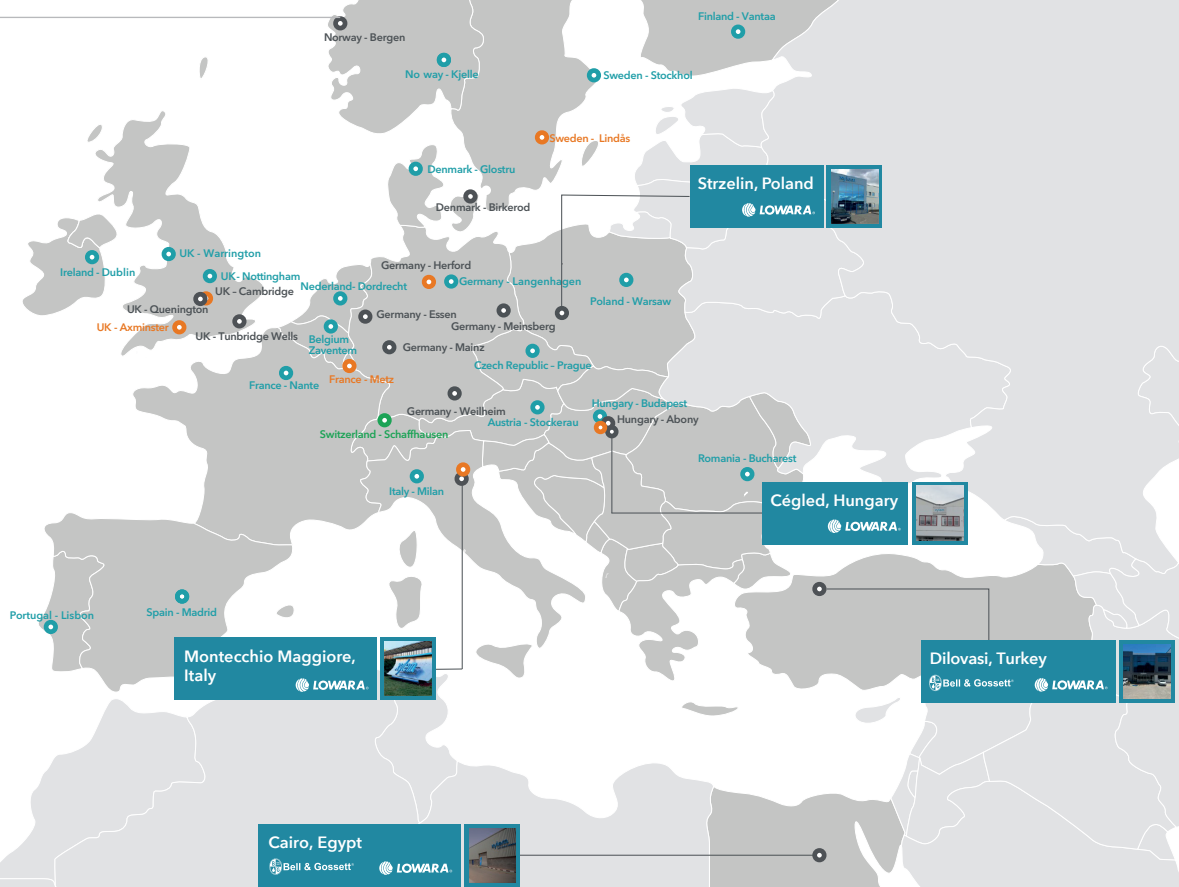 Finland - Vantaa
Norway - Bergen
No way - Kjelle
Sweden - Stockhol
Sweden - Lindås
Denmark - Glostru
Denmark - Birkerod
Strzelin, Poland
LOWARA
UK - Warrington
Ireland - Dublin
UK- Nottingham
UK - Cambridge
UK - Quenington
UK - Axminster
UK - Tunbridge Wells
Germany - Herford
Germany - Langenhagen
Nederland- Dordrecht
Germany - Essen
Germany - Meinsberg
Poland - Warsaw
Belgium
Zaventem
Germany - Mainz
Czech Republic - Prague
France - Nante
France - Metz
Germany - Weilheim
Hungary - Budapest
Hungary - Abony
Austria - Stockerau
Switzerland - Schaffhausen
Romania - Bucharest
Italy - Milan
Cégled, Hungary
LOWARA
Portugal - Lisbon
Spain - Madrid
Montecchio Maggiore,
Italy
LOWARA
Dilovasi, Turkey
Bell & Gossett
LOWARA
Cairo, Egypt
Bell & Gossett
LOWARA